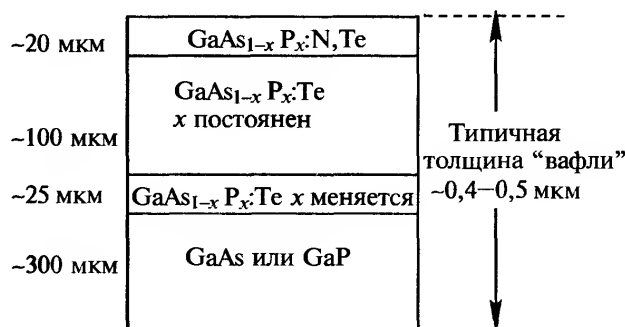 ~20 мкм
GaAs₁₋ₓ Pₓ:N,Te
GaAs₁₋ₓ Pₓ:Te
x постоянен
~100 мкм
Типичная
толщина “вафли”
~0,4–0,5 мкм
~25 мкм
GaAs₁₋ₓ Pₓ:Te x меняется
~300 мкм
GaAs или GaP